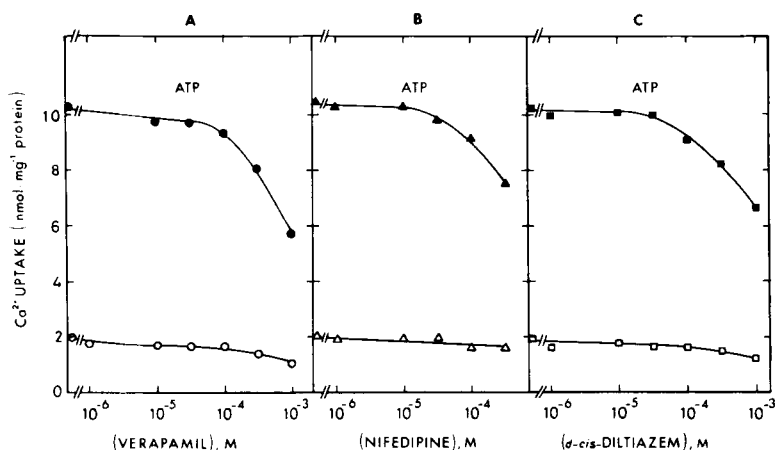 A B C
ATP ATP ATP
Ca²⁺ UPTAKE (nmol mg⁻¹ protein)
10
8
6
4
2
0
10⁻⁶ 10⁻⁵ 10⁻⁴ 10⁻³ 10⁻⁶ 10⁻⁵ 10⁻⁴ 10⁻⁶ 10⁻⁵ 10⁻⁴ 10⁻³
(VERAPAMIL), M (NIFEDIPINE), M (d-cis-DILTIAZEM), M